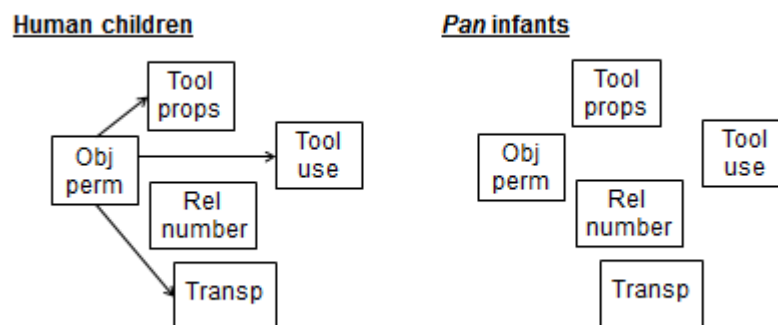 Human children
Tool
props
Obj
perm
Tool
use
Rel
number
Transp
Pan infants
Tool
props
Obj
perm
Tool
use
Rel
number
Transp